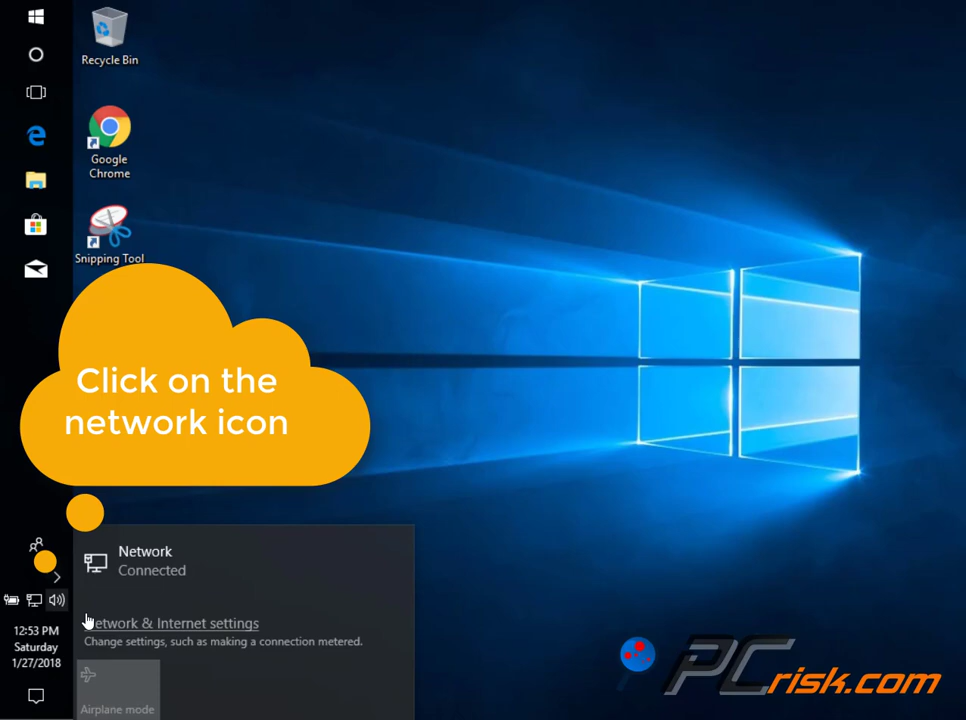 Recycle Bin
Google
Chrome
Snipping Tool
Click on the
network icon
Network
Connected
Network & Internet settings
Change settings, such as making a connection metered.
12:53 PM
Saturday
1/27/2018
Airplane mode
PCrisk.com